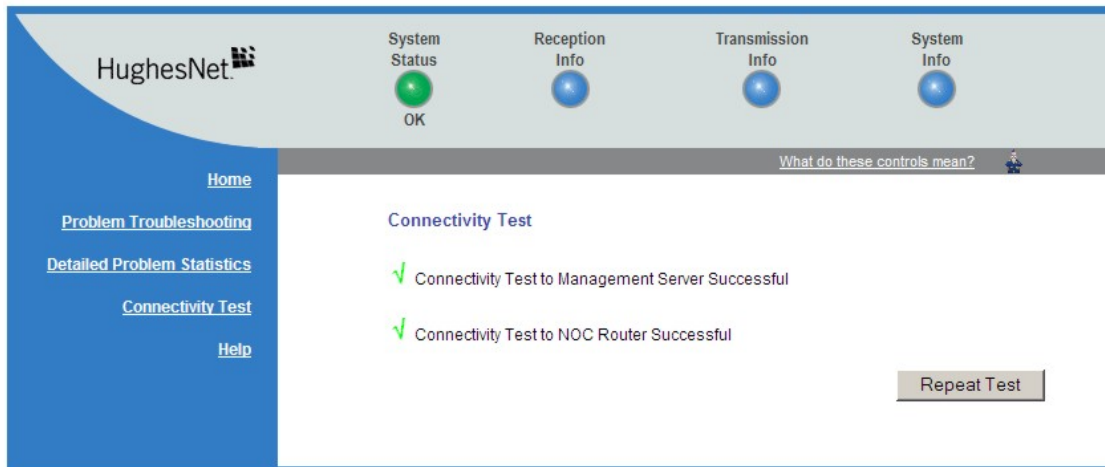 HughesNet.
System
Status
OK
Reception
Info
Transmission
Info
System
Info
What do these controls mean?
Home
Problem Troubleshooting
Detailed Problem Statistics
Connectivity Test
Help
Connectivity Test
√ Connectivity Test to Management Server Successful
√ Connectivity Test to NOC Router Successful
Repeat Test